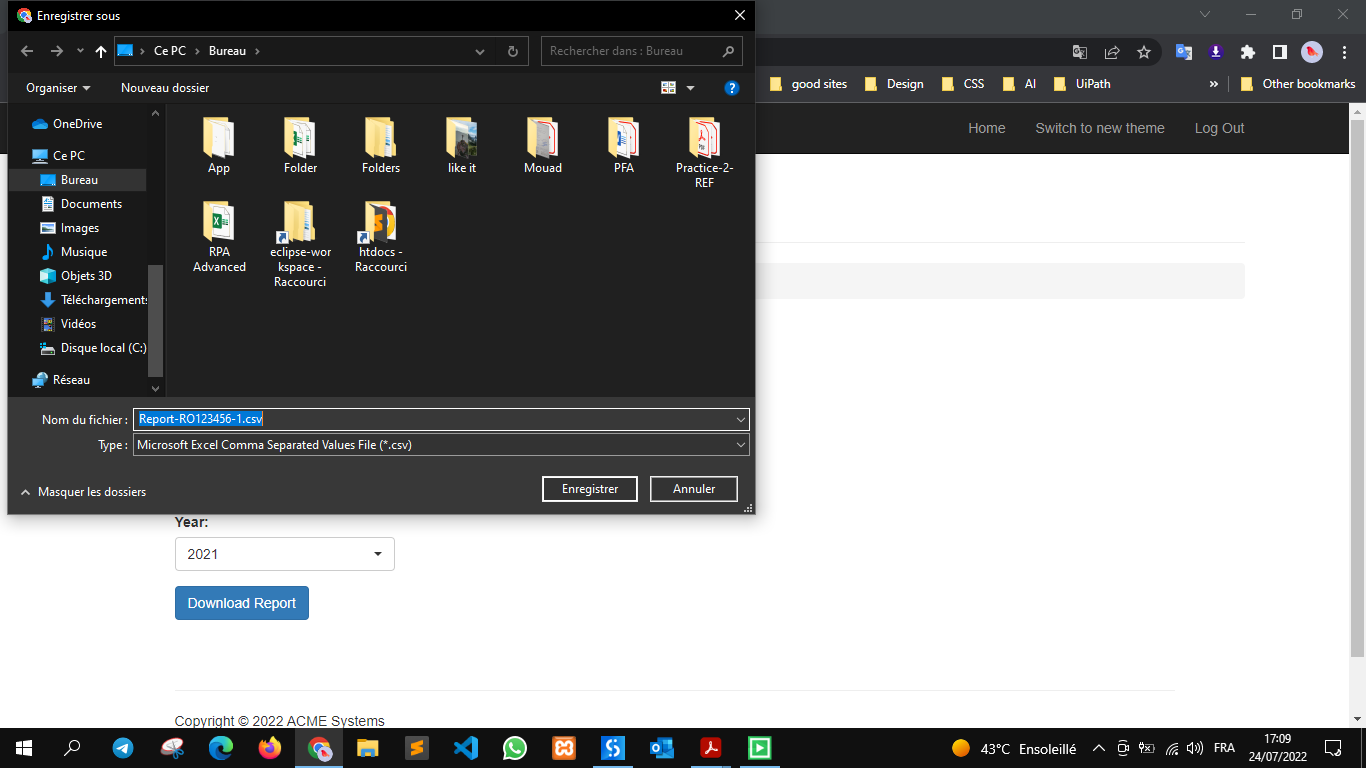 Enregistrer sous
Ce PC > Bureau >
Rechercher dans : Bureau
Organiser
Nouveau dossier
good sites
Design
CSS
AI
UiPath
»
Other bookmarks
Home
Switch to new theme
Log Out
OneDrive
Ce PC
Bureau
Documents
Images
Musique
Objets 3D
Téléchargements
Vidéos
Disque local (C:)
Réseau
App
Folder
Folders
like it
Mouad
PFA
Practice-2-
REF
RPA
Advanced
eclipse-wor
kspace -
Raccourci
htdocs -
Raccourci
Nom du fichier :
Report-RO123456-1.csv
Type :
Microsoft Excel Comma Separated Values File (*.csv)
Masquer les dossiers
Enregistrer
Annuler
Year:
2021
Download Report
Copyright © 2022 ACME Systems
43°C Ensoleillé
FRA
17:09
24/07/2022